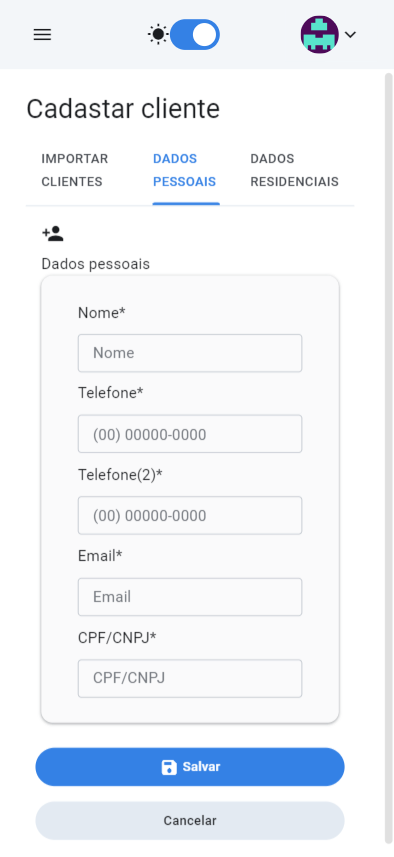 Cadastar cliente
IMPORTAR CLIENTES
DADOS PESSOAIS
DADOS RESIDENCIAIS
Dados pessoais
Nome*
Nome
Telefone*
(00) 00000-0000
Telefone(2)*
(00) 00000-0000
Email*
Email
CPF/CNPJ*
CPF/CNPJ
Salvar
Cancelar